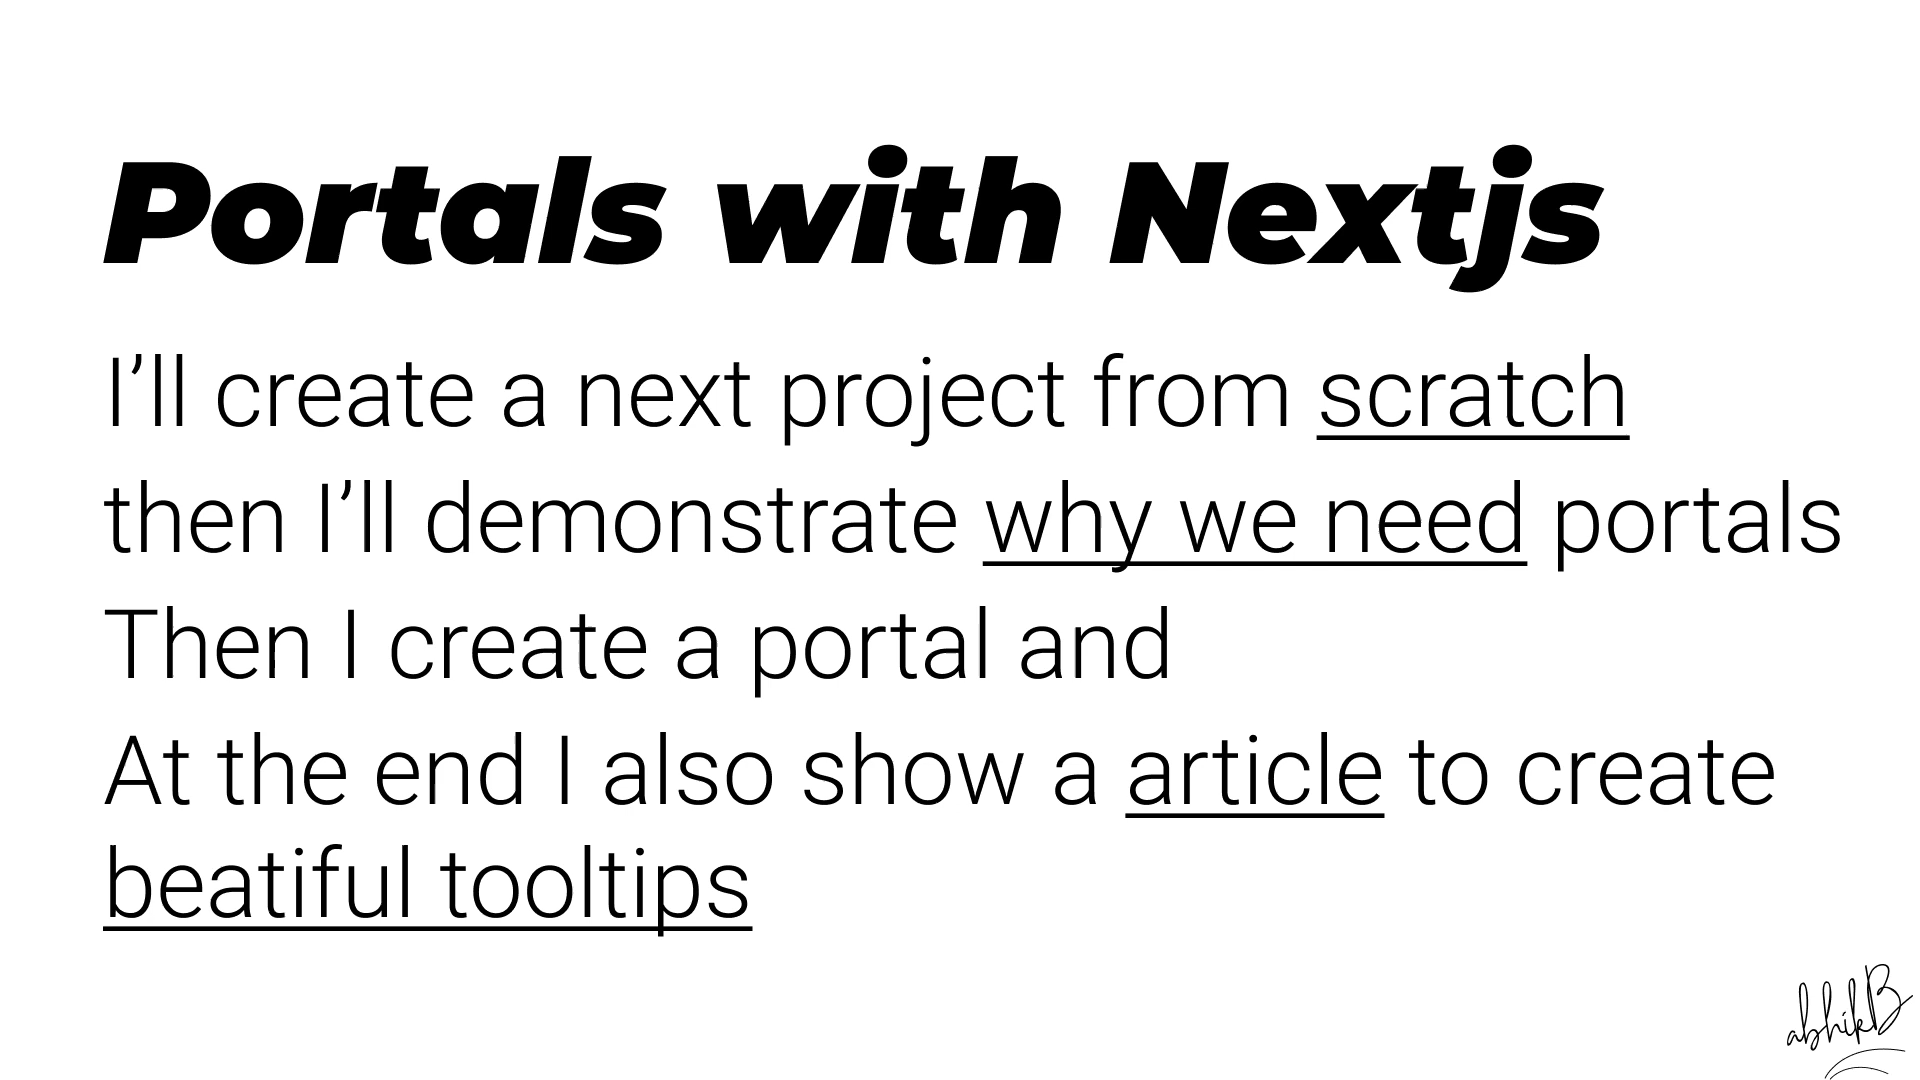 Portals with Nextjs
I’ll create a next project from scratch
then I’ll demonstrate why we need portals
Then I create a portal and
At the end I also show a article to create
beatiful tooltips
abhikB